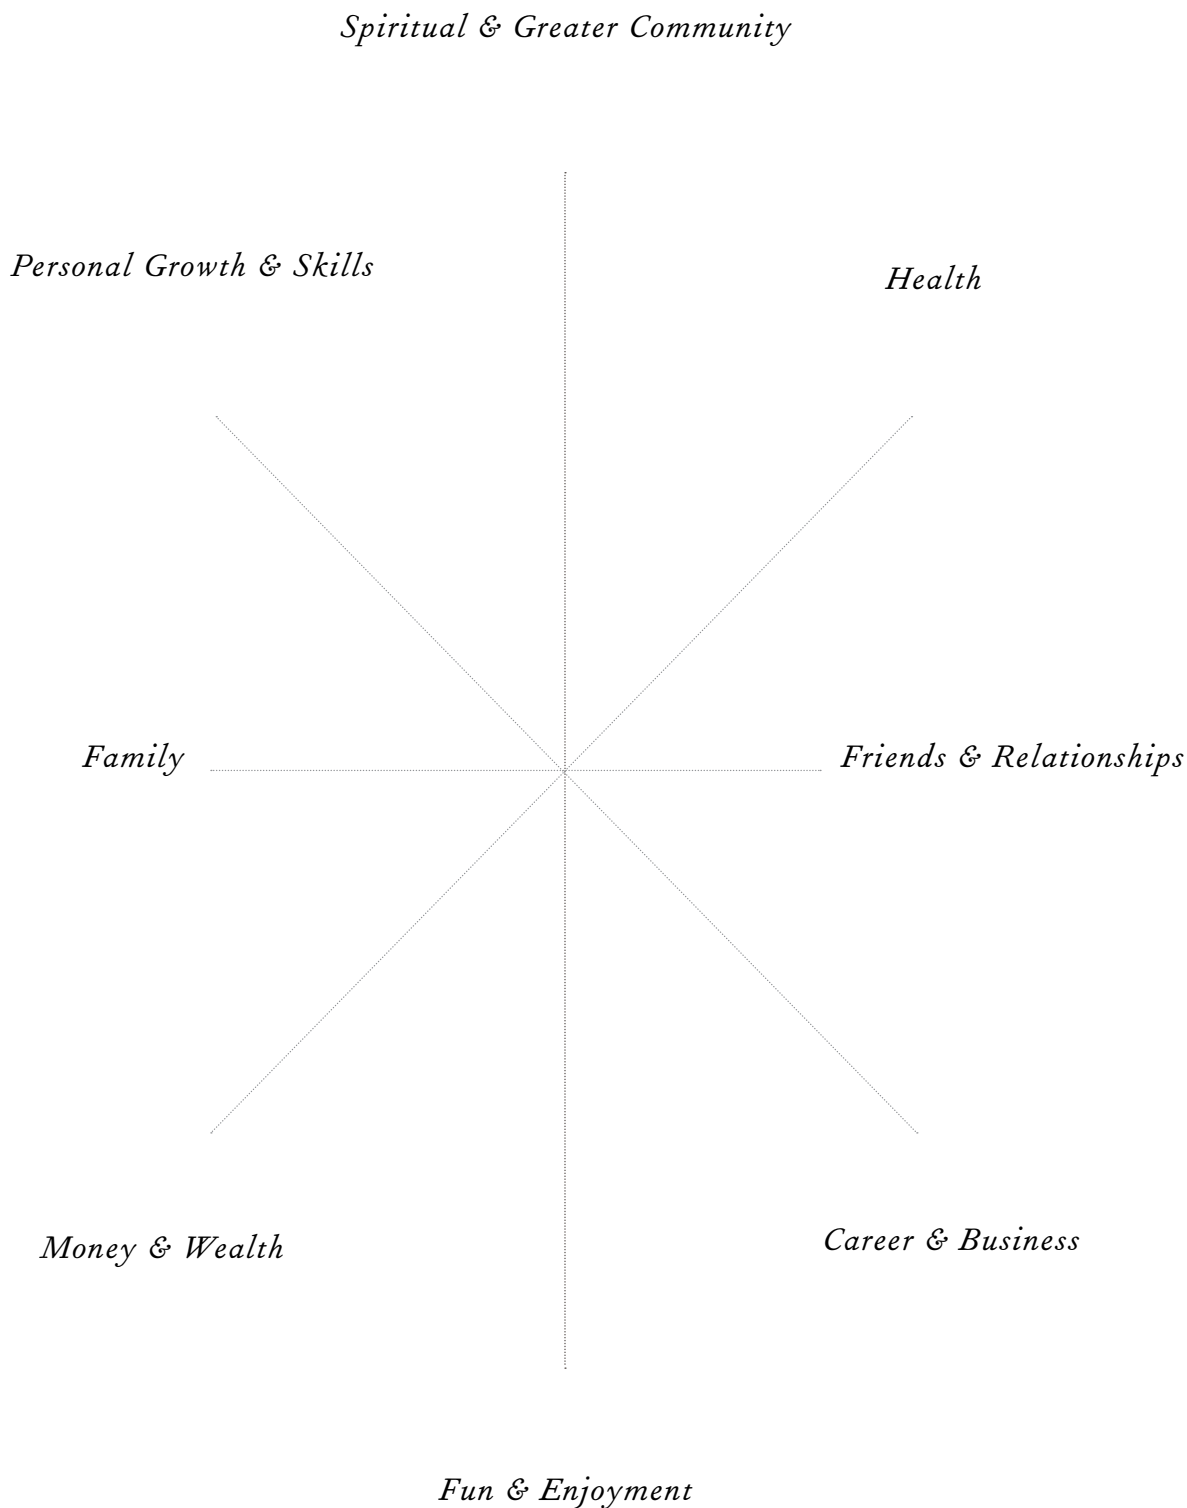 Spiritual & Greater Community
Personal Growth & Skills
Health
Family
Friends & Relationships
Money & Wealth
Career & Business
Fun & Enjoyment